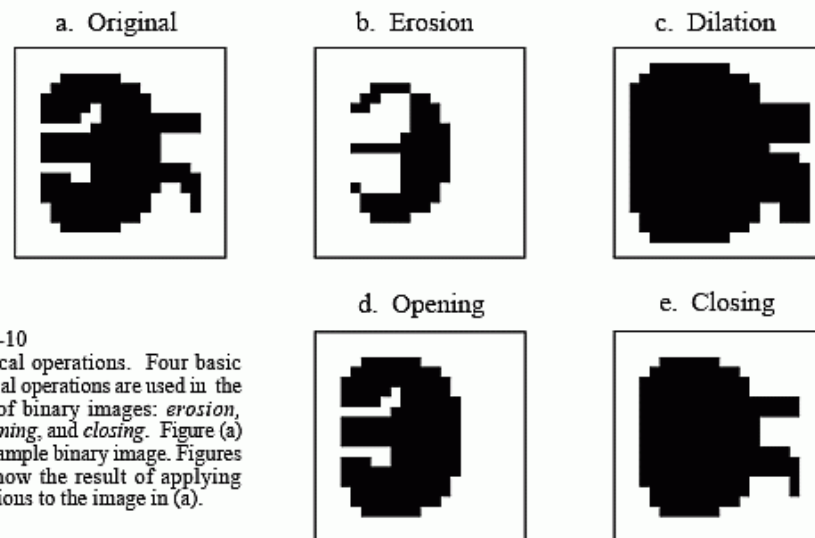 a. Original
b. Erosion
c. Dilation
d. Opening
e. Closing
-10
cal operations. Four basic
al operations are used in the
of binary images: erosion,
ning, and closing. Figure (a)
ample binary image. Figures
now the result of applying
ions to the image in (a).